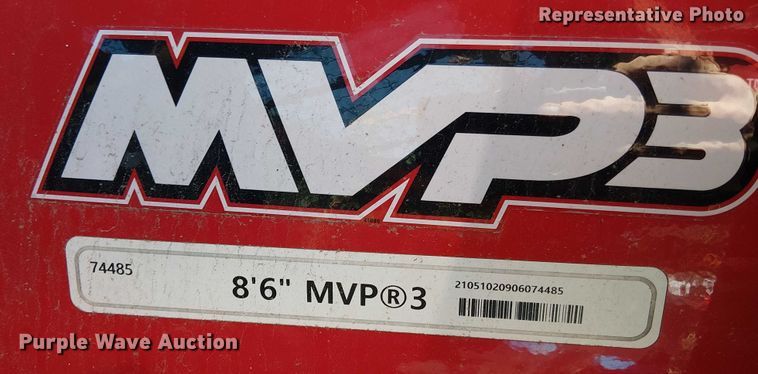 Representative Photo
MVP3
74485
8'6" MVP®3
21051020906074485
Purple Wave Auction